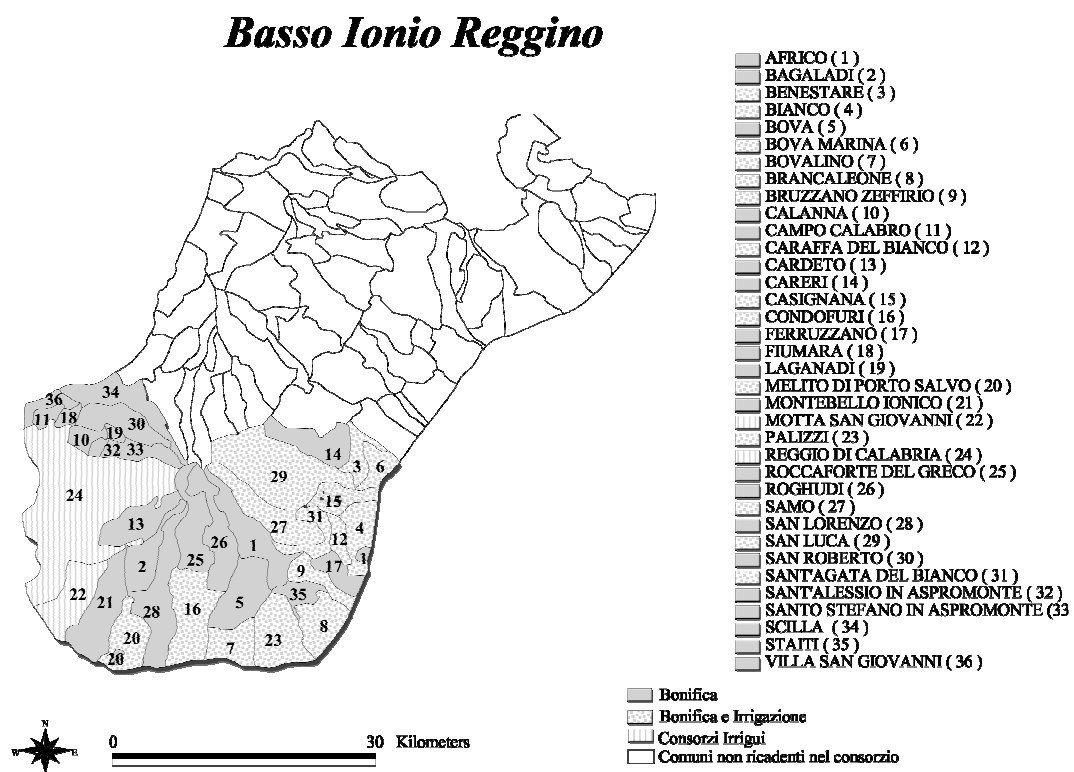 Basso Ionio Reggino
AFRICO ( 1 )
BAGALADI ( 2 )
BENESTARE ( 3 )
BIANCO ( 4 )
BOVA ( 5 )
BOVA MARINA ( 6 )
BOVALINO ( 7 )
BRANCALEONE ( 8 )
BRUZZANO ZEFFIRIO ( 9 )
CALANNA ( 10 )
CAMPO CALABRO ( 11 )
CARAFFA DEL BIANCO ( 12 )
CARDETO ( 13 )
CARERI ( 14 )
CASIGNANA ( 15 )
CONDOFURI ( 16 )
FERRUZZANO ( 17 )
FIUMARA ( 18 )
LAGANADI ( 19 )
MELITO DI PORTO SALVO ( 20 )
MONTEBELLO IONICO ( 21 )
MOTTA SAN GIOVANNI ( 22 )
PALIZZI ( 23 )
REGGIO DI CALABRIA ( 24 )
ROCCAFORTE DEL GRECO ( 25 )
ROGHUDI ( 26 )
SAMO ( 27 )
SAN LORENZO ( 28 )
SAN LUCA ( 29 )
SAN ROBERTO ( 30 )
SANT'AGATA DEL BIANCO ( 31 )
SANT'ALESSIO IN ASPROMONTE ( 32 )
SANTO STEFANO IN ASPROMONTE ( 33
SCILLA ( 34 )
STAITI ( 35 )
VILLA SAN GIOVANNI ( 36 )
36 34
11 18 30
10 19
32 33
14
29 3 6
24
15
13 31
27 4
26 12
1
2 25 9 17 1
22 35
21 28 16 5
20 8
7 23
20
Bonifica
Bonifica e Irrigazione
Consorzi Irrigui
Comuni non ricadenti nel consorzio
N
W E
S
0 30 Kilometers